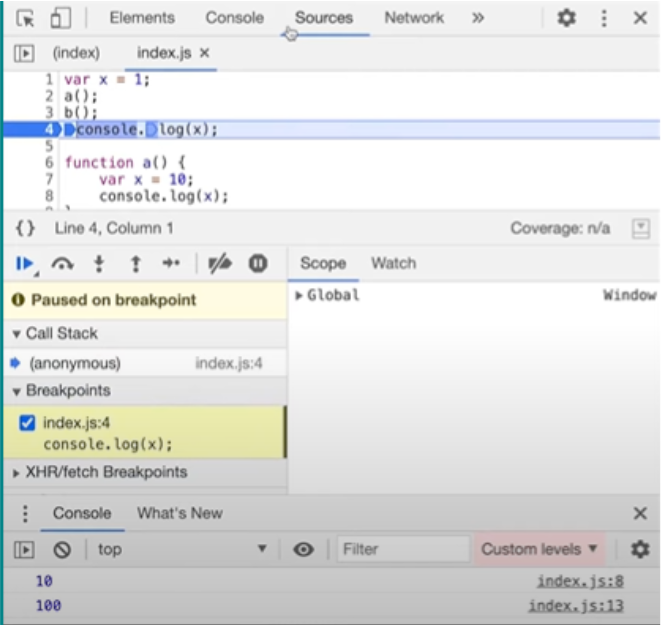 Elements Console Sources Network »
(index) index.js ×
1 var x = 1;
2 a();
3 b();
4 console.log(x);
5
6 function a() {
7 var x = 10;
8 console.log(x);
{} Line 4, Column 1 Coverage: n/a
Scope Watch
Paused on breakpoint
Global Window
Call Stack
(anonymous) index.js:4
Breakpoints
index.js:4
console.log(x);
XHR/fetch Breakpoints
Console What's New
top Filter Custom levels
10 index.js:8
100 index.js:13